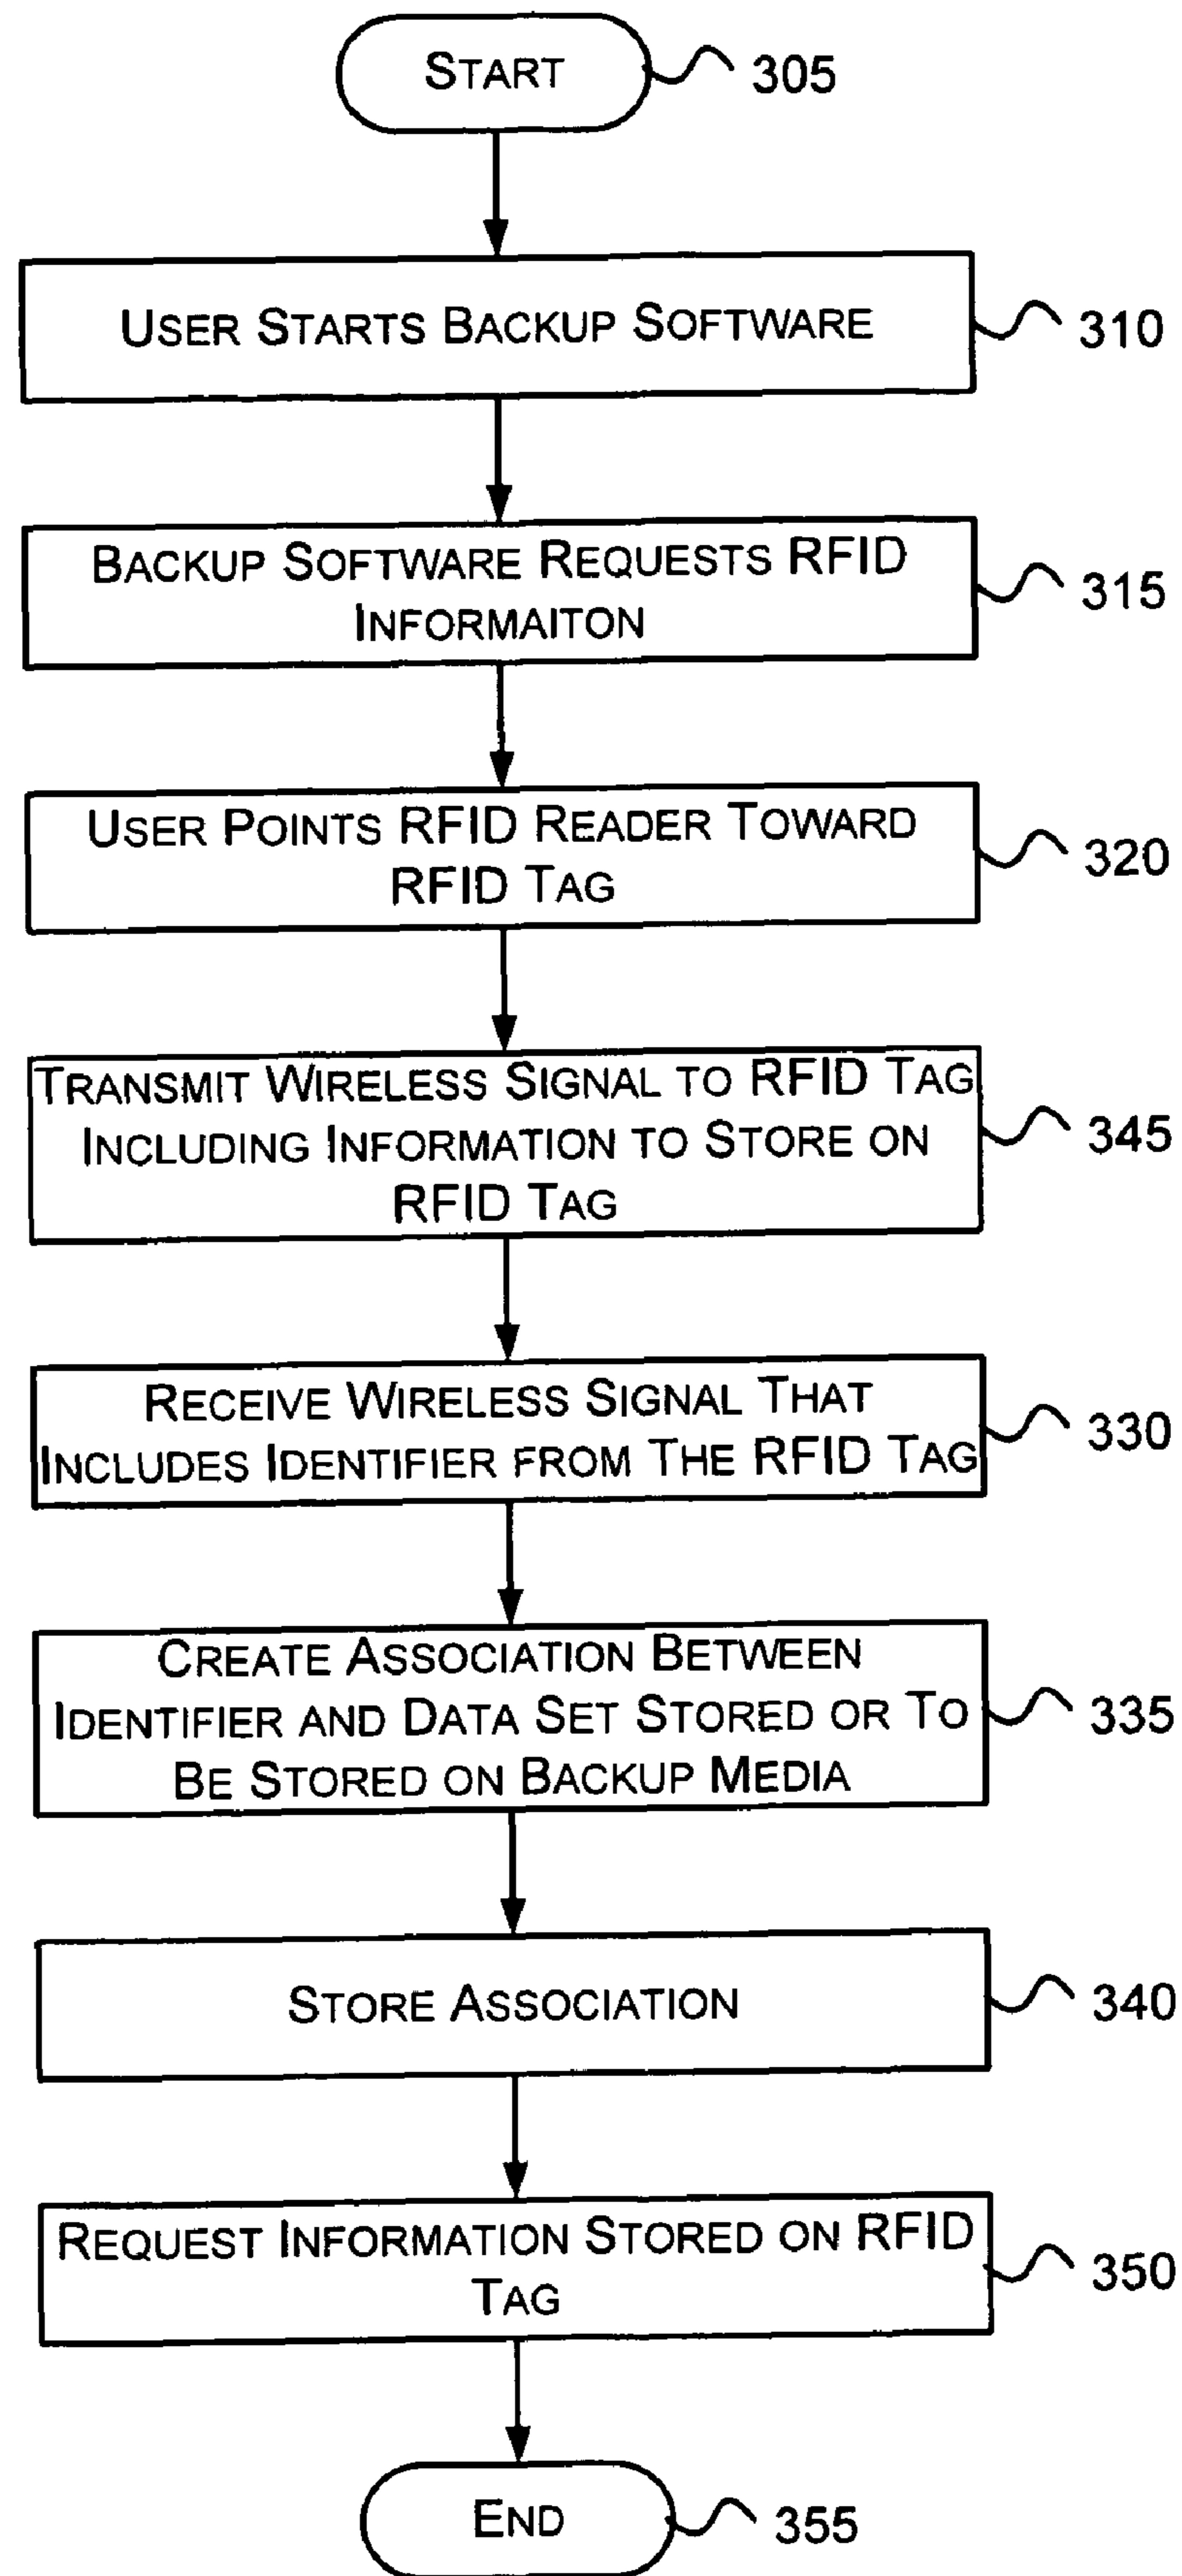 START
305
USER STARTS BACKUP SOFTWARE
310
BACKUP SOFTWARE REQUESTS RFID
INFORMAITON
315
USER POINTS RFID READER TOWARD
RFID TAG
320
TRANSMIT WIRELESS SIGNAL TO RFID TAG
INCLUDING INFORMATION TO STORE ON
RFID TAG
345
RECEIVE WIRELESS SIGNAL THAT
INCLUDES IDENTIFIER FROM THE RFID TAG
330
CREATE ASSOCIATION BETWEEN
IDENTIFIER AND DATA SET STORED OR TO
BE STORED ON BACKUP MEDIA
335
STORE ASSOCIATION
340
REQUEST INFORMATION STORED ON RFID
TAG
350
END
355